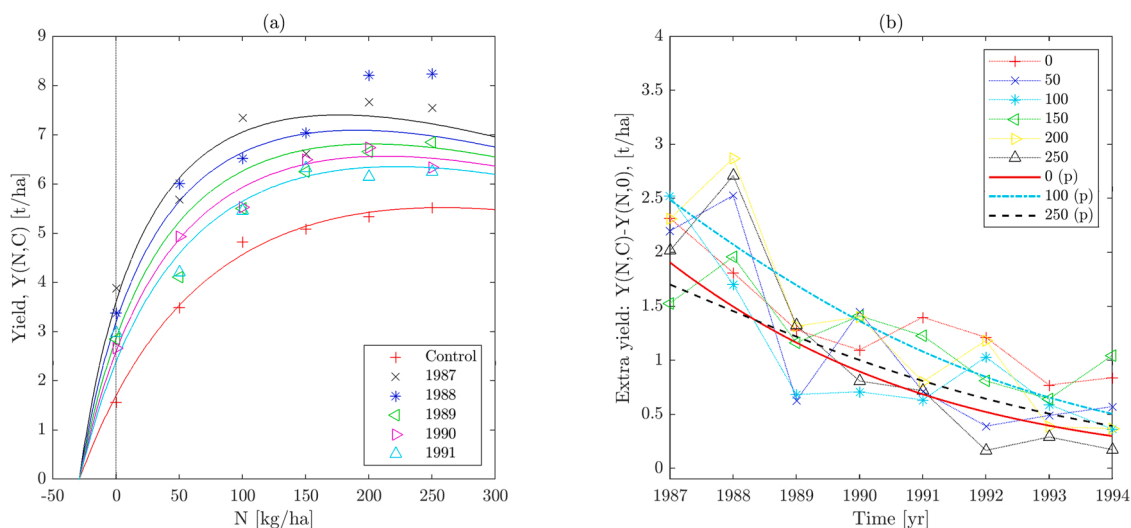 (a)
9
8
7
6
5
4
3
2
1
0
-50 0 50 100 150 200 250 300
N [kg/ha]
Yield, Y(N,C) [t/ha]
Control
1987
1988
1989
1990
1991
(b)
4
3.5
3
2.5
2
1.5
1
0.5
0
1987 1988 1989 1990 1991 1992 1993 1994
Time [yr]
Extra yield: Y(N,C)-Y(N,0), [t/ha]
0
50
100
150
200
250
0 (p)
100 (p)
250 (p)